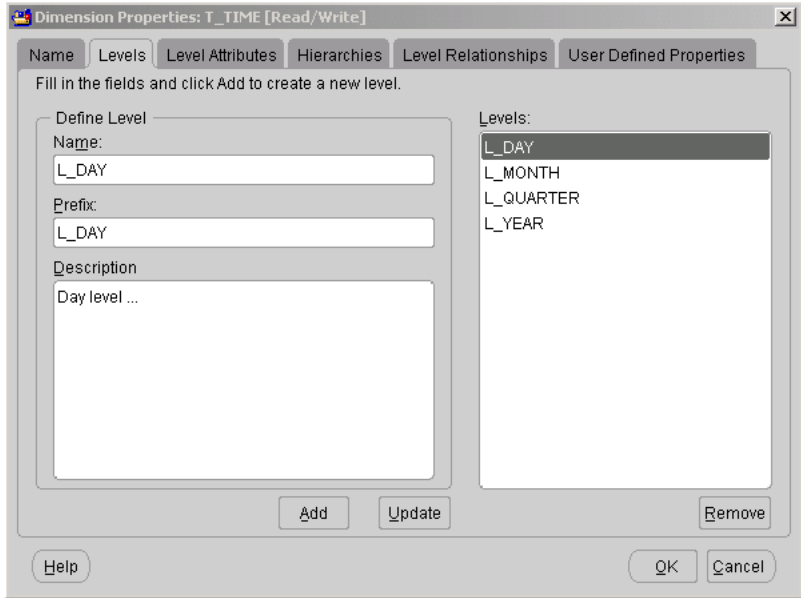 Dimension Properties: T_TIME [Read/Write]
Name Levels Level Attributes Hierarchies Level Relationships User Defined Properties
Fill in the fields and click Add to create a new level.
Define Level
Name:
L_DAY
Prefix:
L_DAY
Description
Day level ...
Levels:
L_DAY
L_MONTH
L_QUARTER
L_YEAR
Add Update Remove
Help OK Cancel